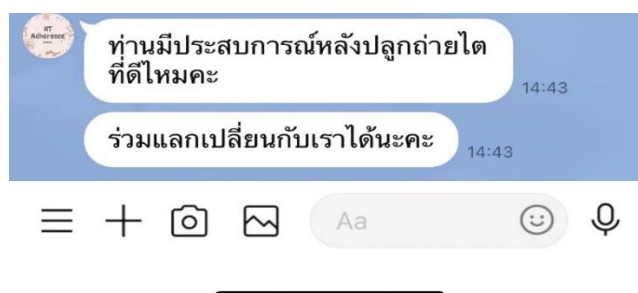 KT
Adherence
ท่านมีประสบการณ์หลังปลูกถ่ายไต
ที่ดีไหมคะ
14:43
ร่วมแลกเปลี่ยนกับเราได้นะคะ
14:43
Aa